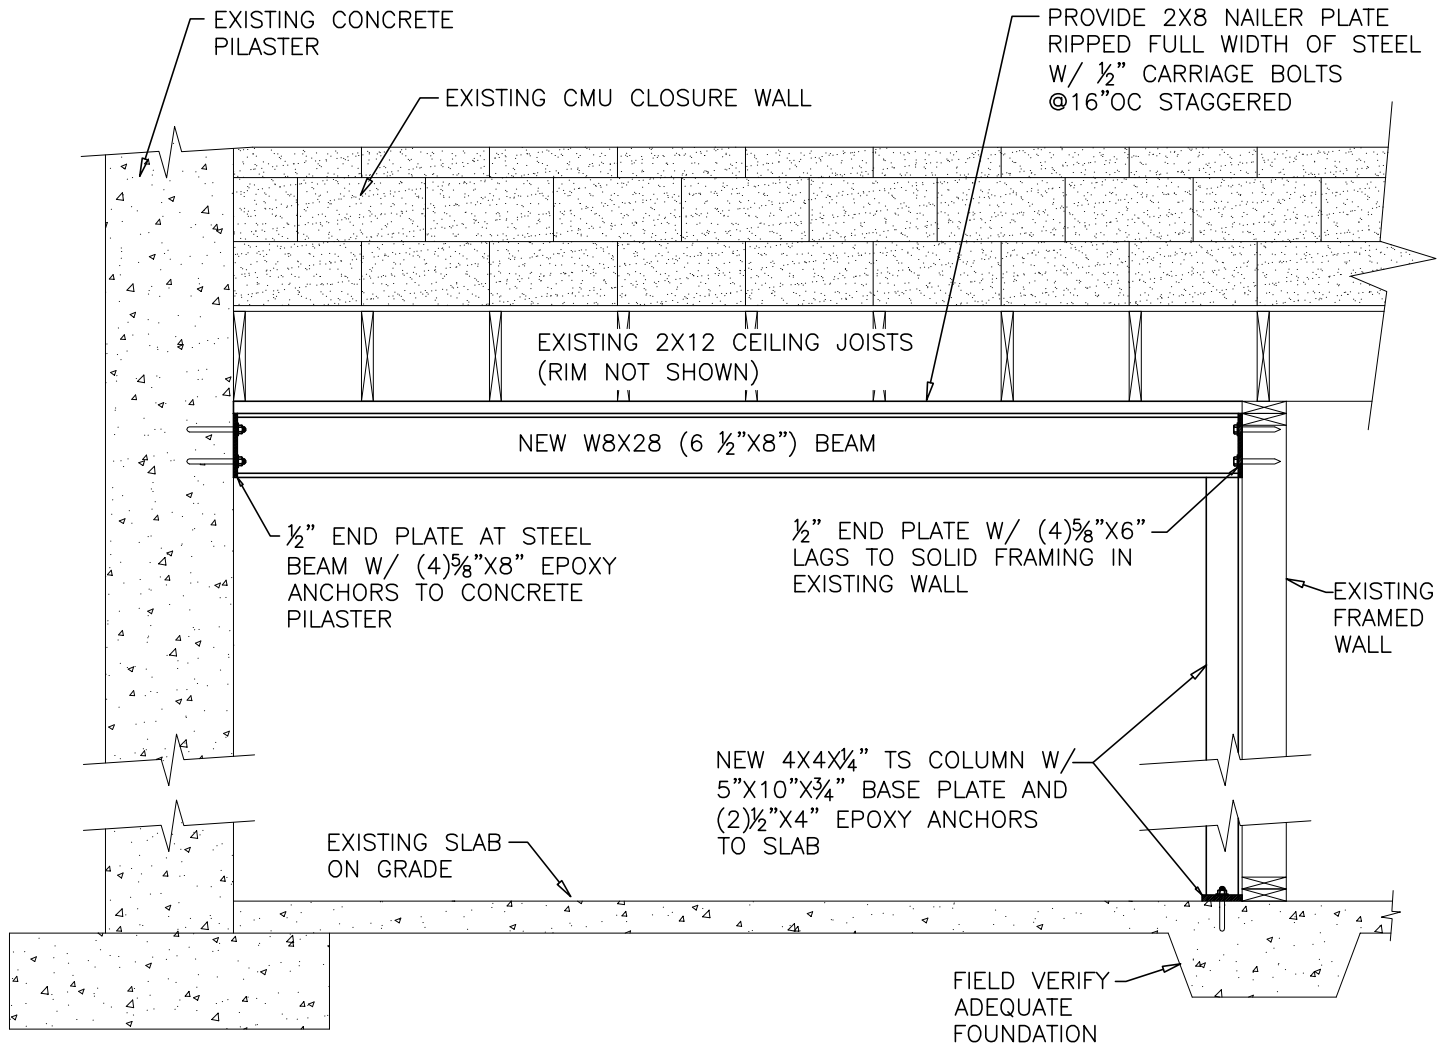 EXISTING CONCRETE
PILASTER
EXISTING CMU CLOSURE WALL
PROVIDE 2X8 NAILER PLATE
RIPPED FULL WIDTH OF STEEL
W/ ½" CARRIAGE BOLTS
@16"OC STAGGERED
EXISTING 2X12 CEILING JOISTS
(RIM NOT SHOWN)
NEW W8X28 (6 ½"X8") BEAM
½" END PLATE AT STEEL
BEAM W/ (4)⅝"X8" EPOXY
ANCHORS TO CONCRETE
PILASTER
½" END PLATE W/ (4)⅝"X6"
LAGS TO SOLID FRAMING IN
EXISTING WALL
EXISTING
FRAMED
WALL
NEW 4X4X¼" TS COLUMN W/
5"X10"X¾" BASE PLATE AND
(2)½"X4" EPOXY ANCHORS
TO SLAB
EXISTING SLAB
ON GRADE
FIELD VERIFY
ADEQUATE
FOUNDATION